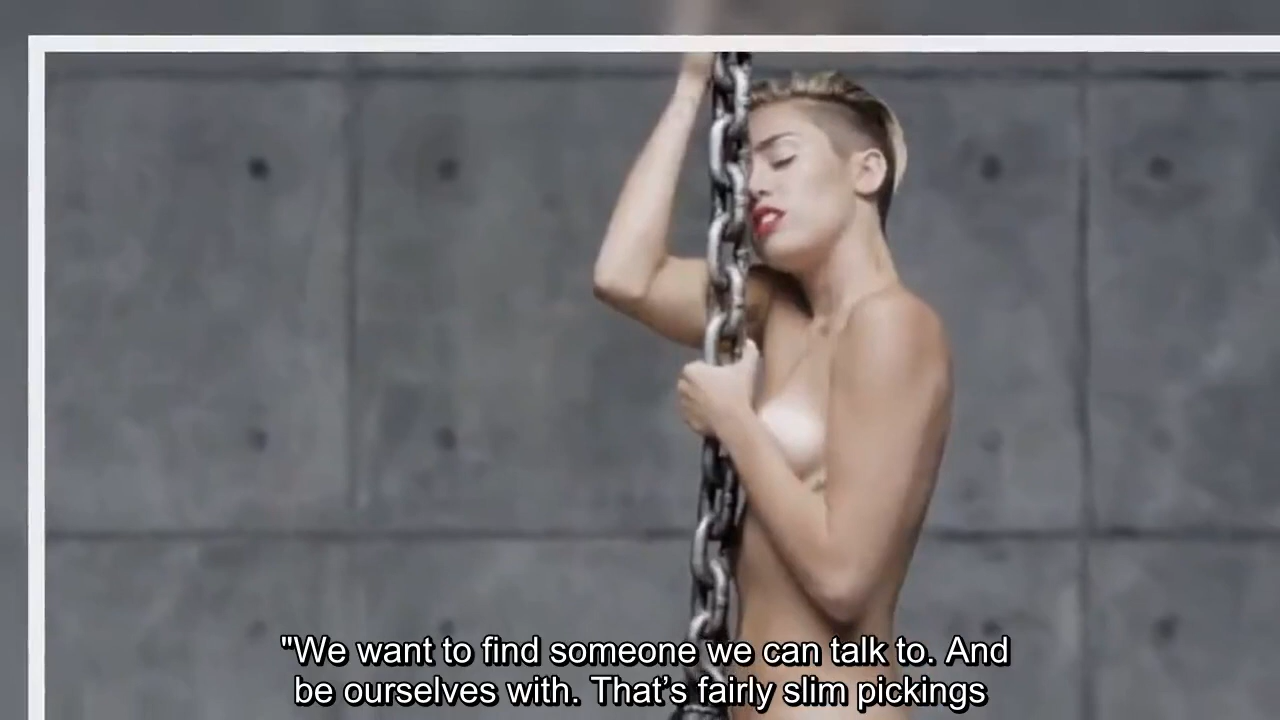 "We want to find someone we can talk to. And
be ourselves with. That’s fairly slim pickings